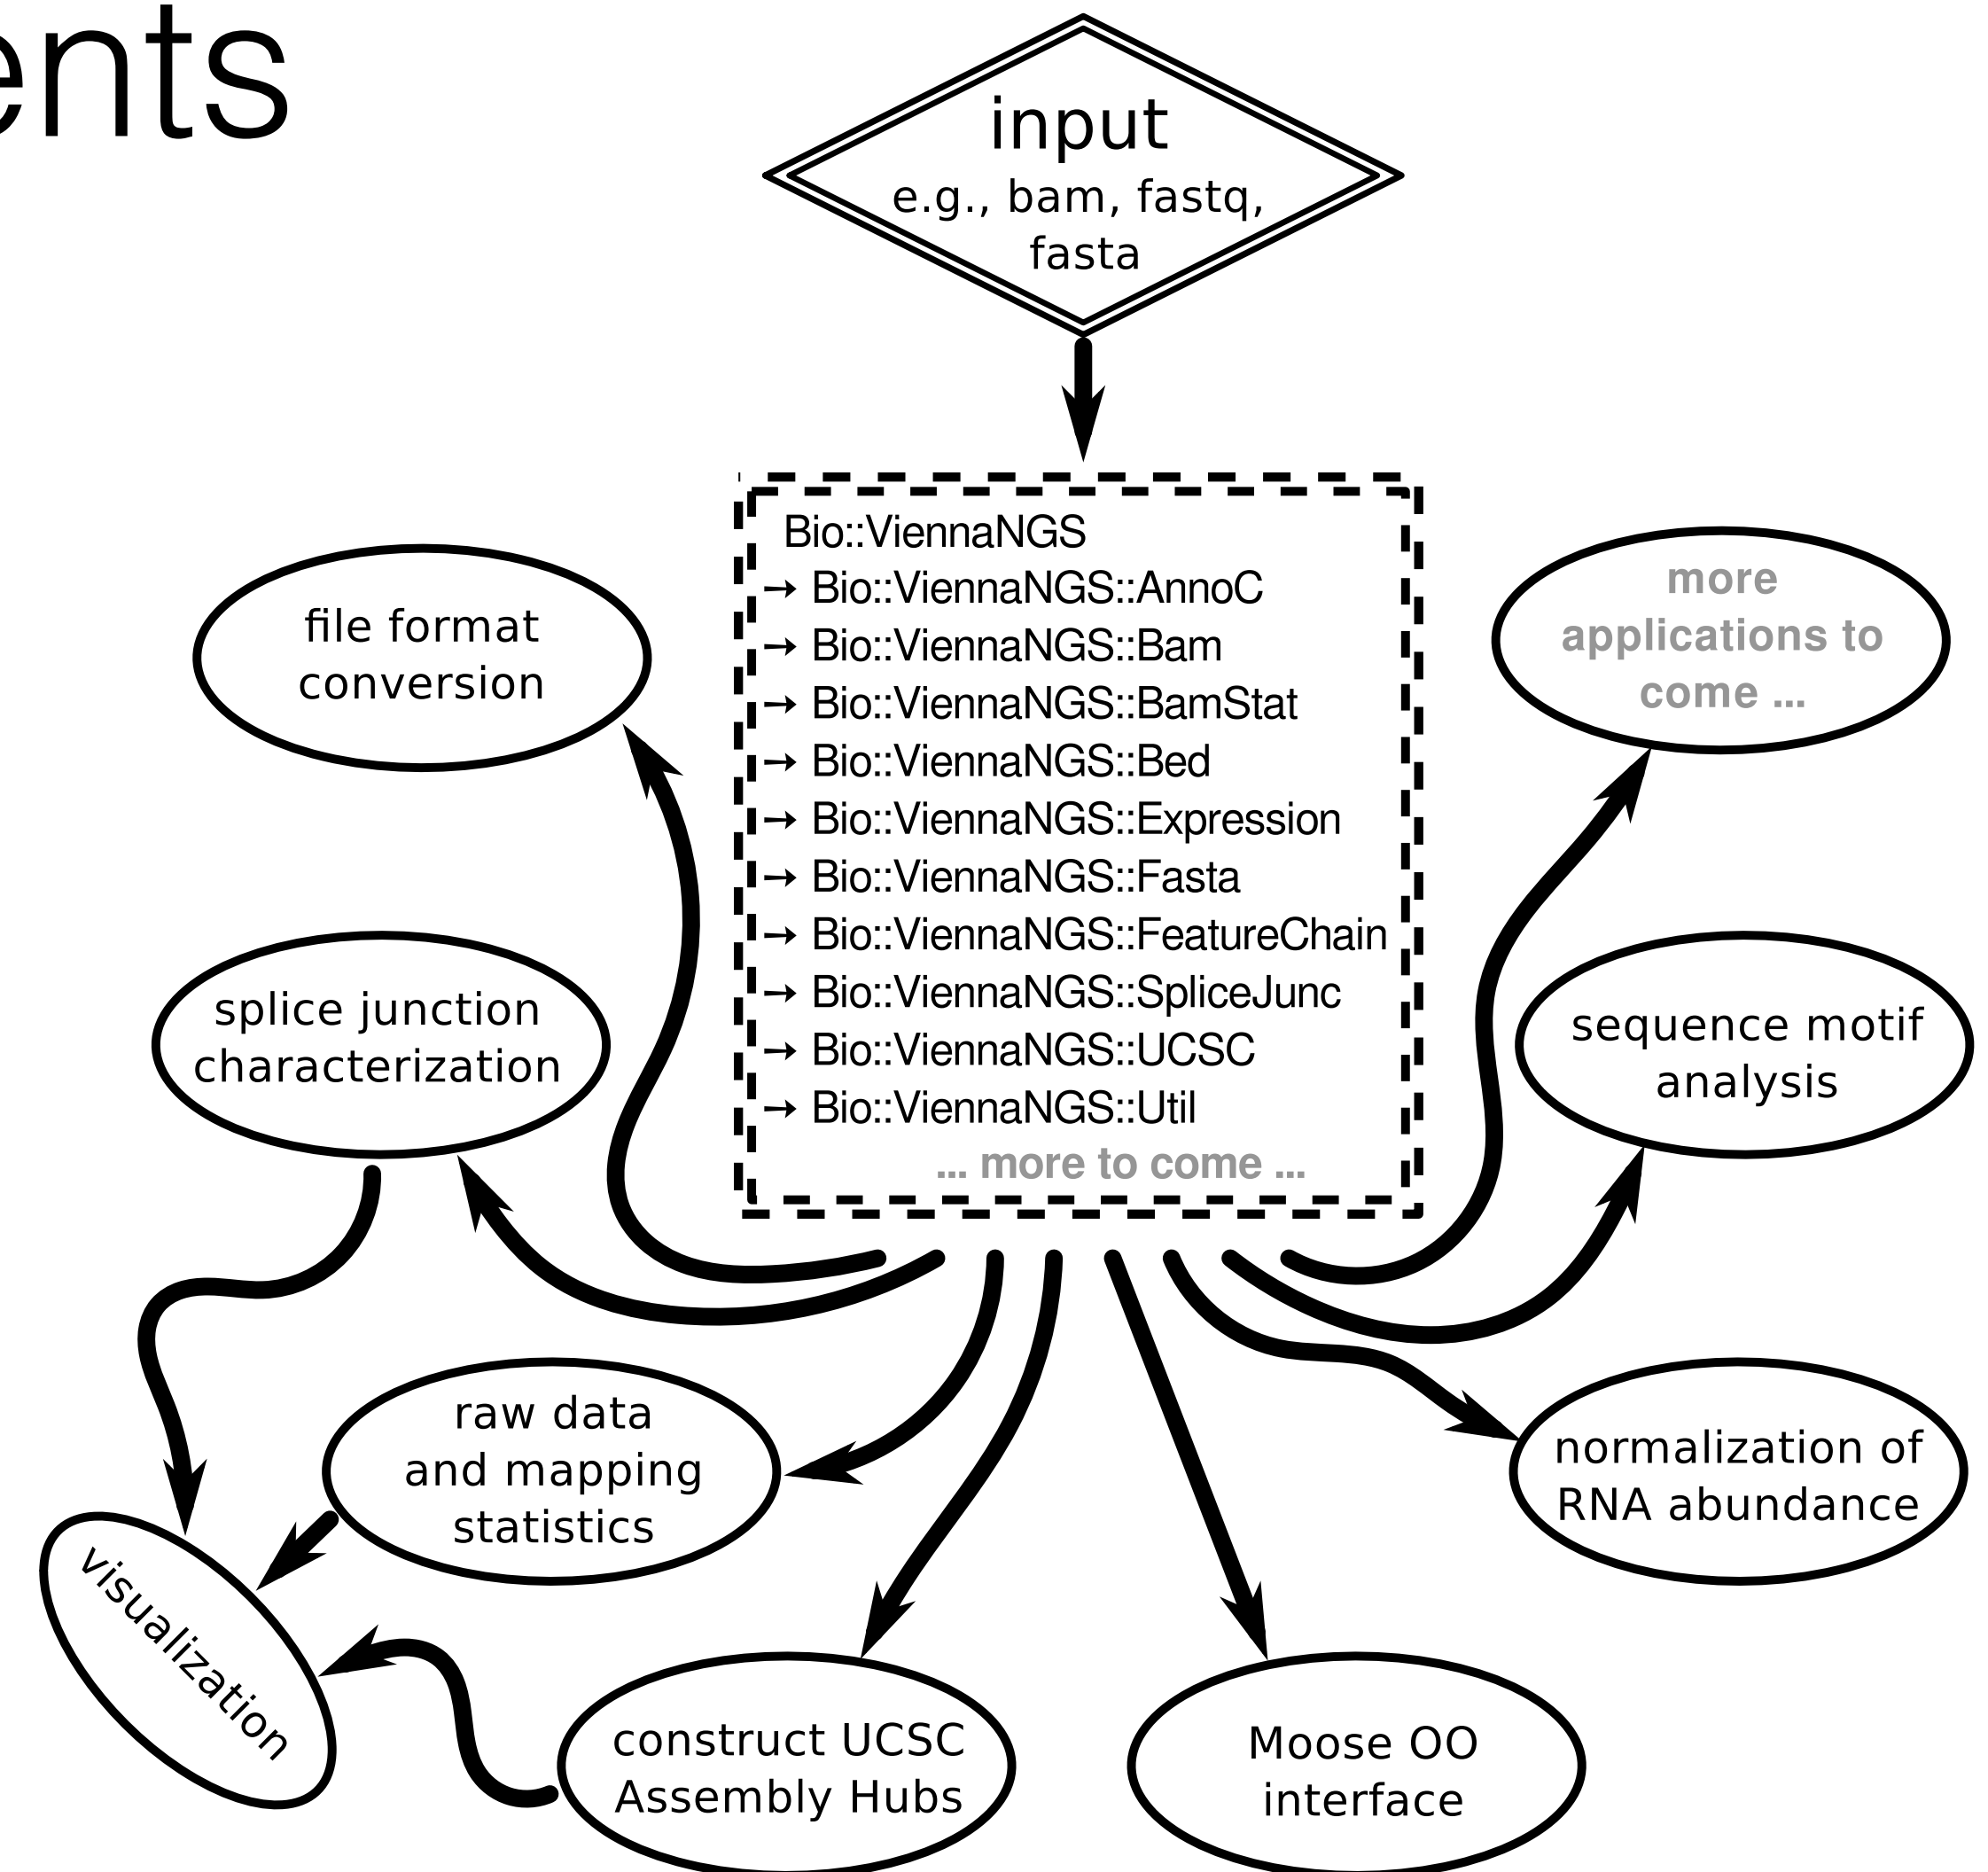 ents
input
e.g., bam, fastq,
fasta
Bio::ViennaNGS
Bio::ViennaNGS::AnnoC
Bio::ViennaNGS::Bam
Bio::ViennaNGS::BamStat
Bio::ViennaNGS::Bed
Bio::ViennaNGS::Expression
Bio::ViennaNGS::Fasta
Bio::ViennaNGS::FeatureChain
Bio::ViennaNGS::SpliceJunc
Bio::ViennaNGS::UCSC
Bio::ViennaNGS::Util
... more to come ...
file format
conversion
more
applications to
come ...
splice junction
characterization
sequence motif
analysis
raw data
and mapping
statistics
normalization of
RNA abundance
visualization
construct UCSC
Assembly Hubs
Moose OO
interface